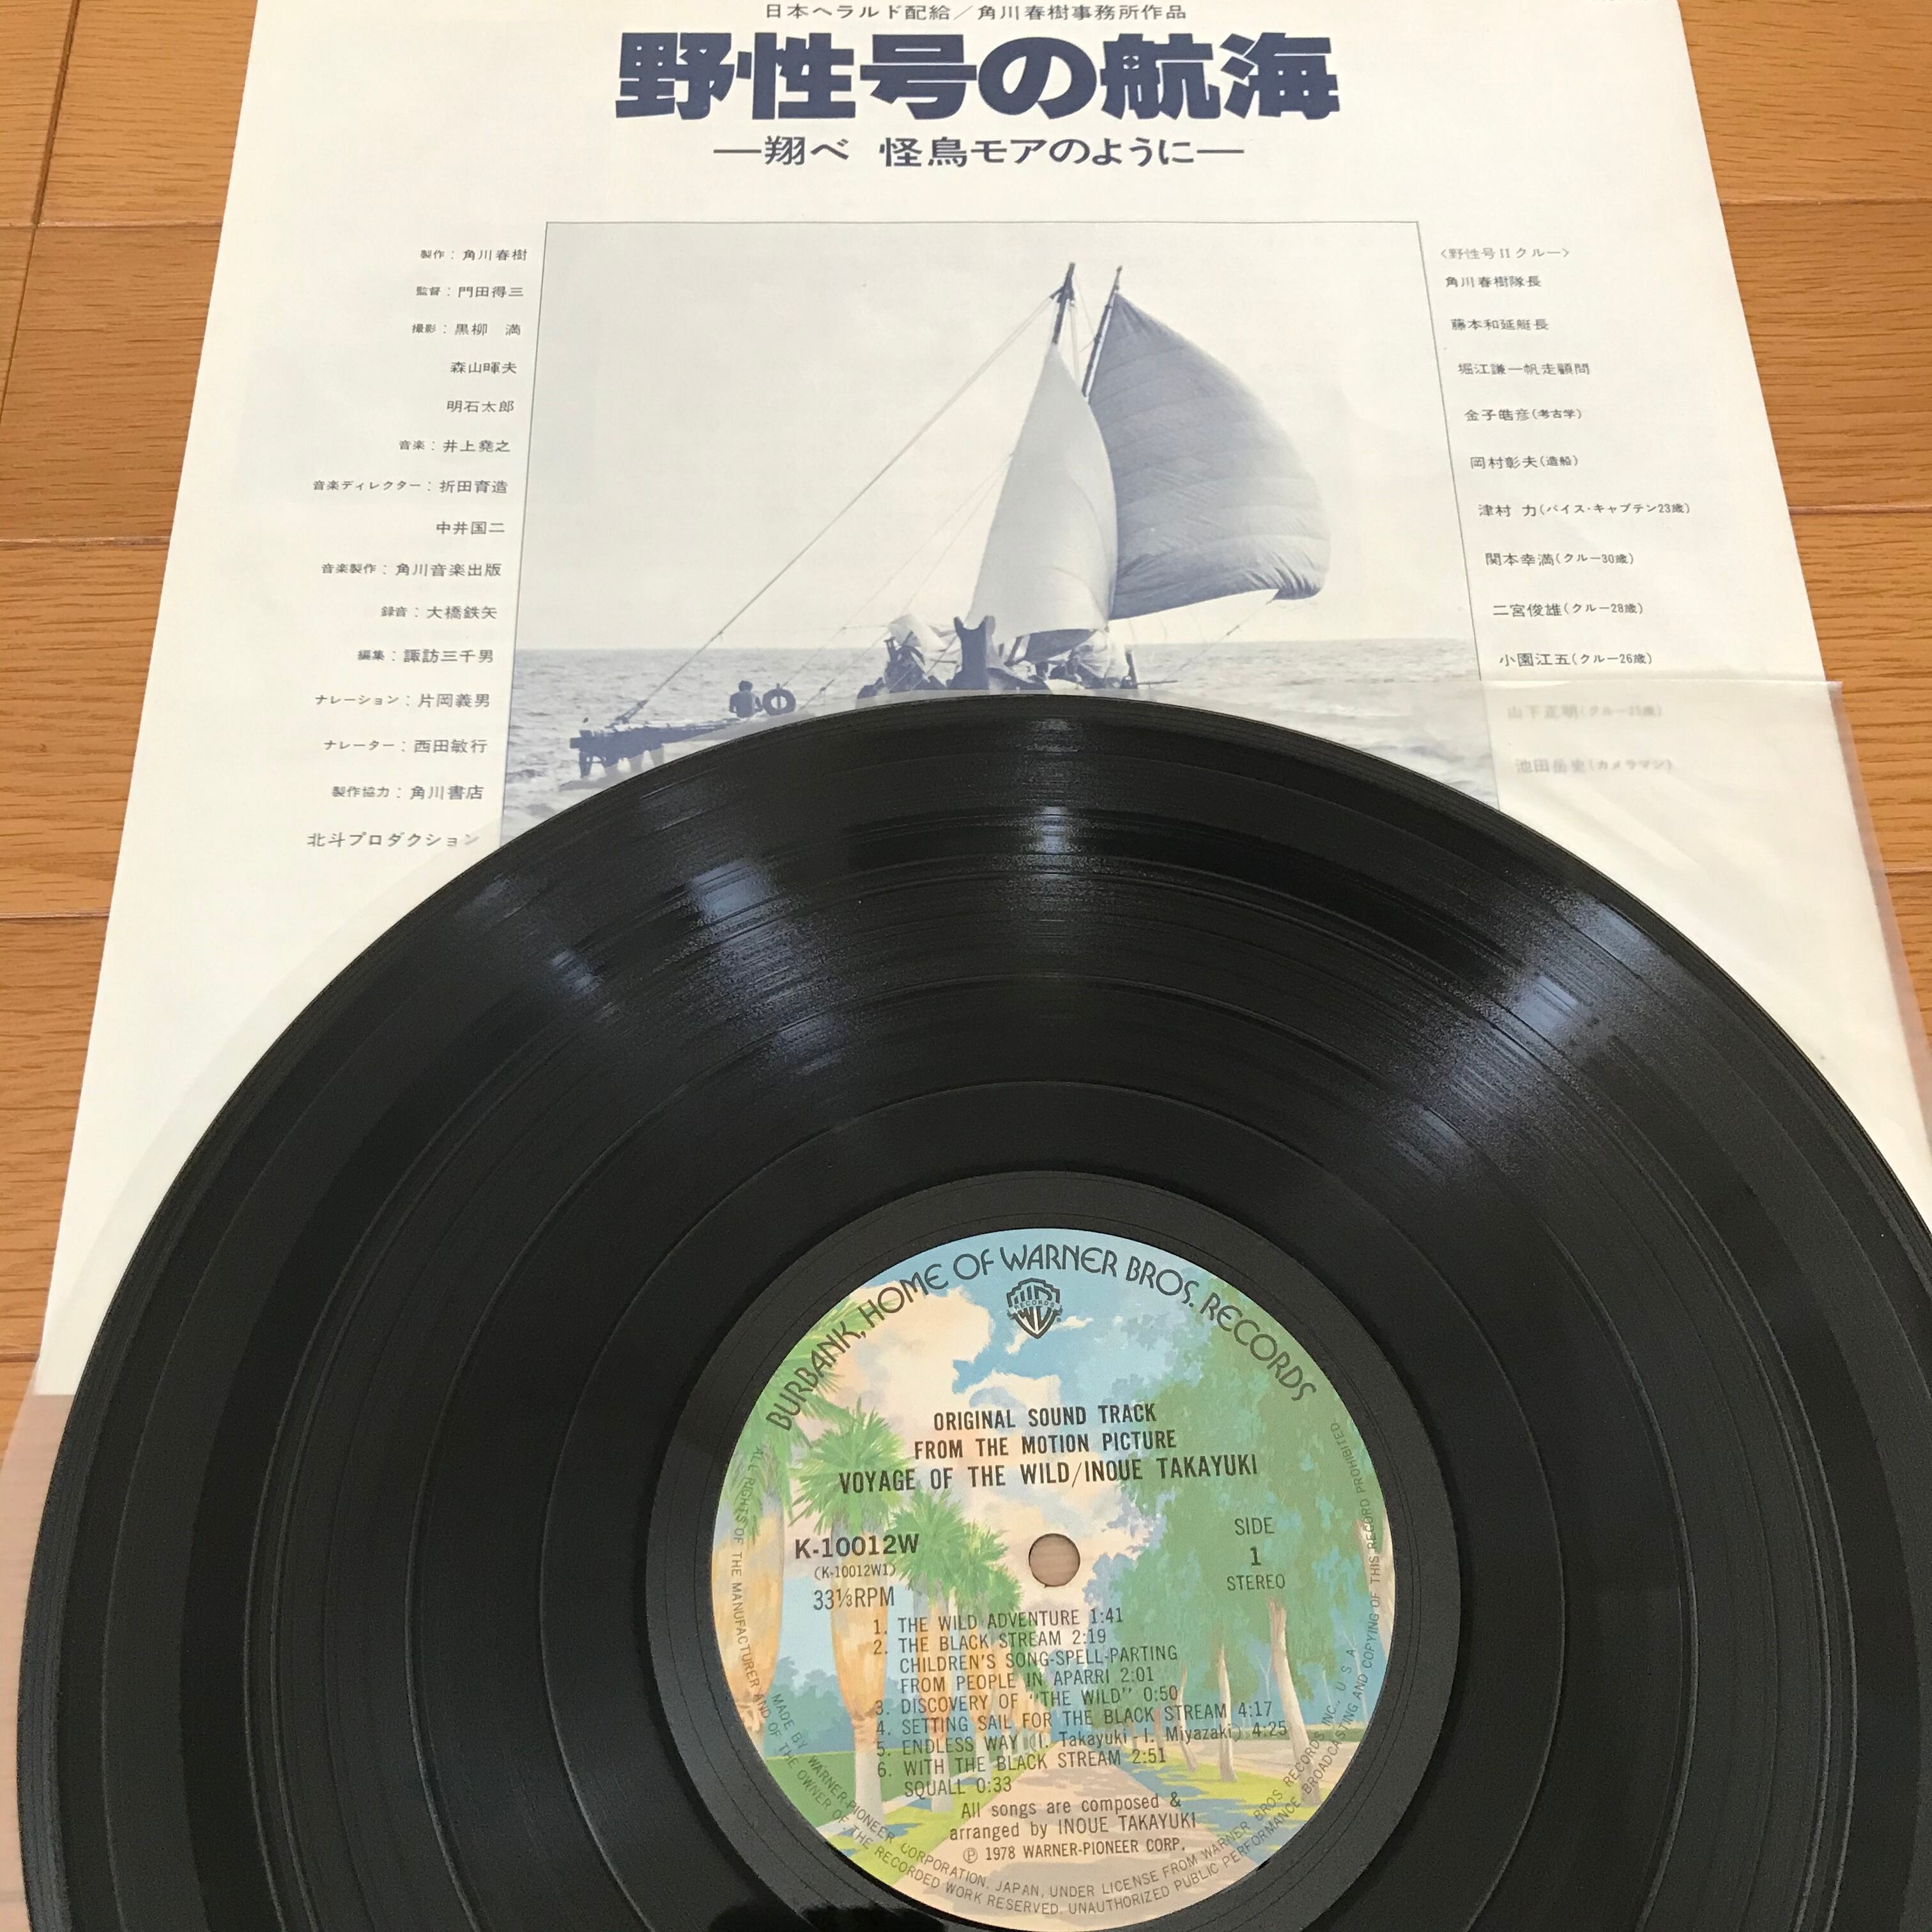 日本ヘラルド配給／角川春樹事務所作品
野性号の航海
—翔べ 怪鳥モアのように—
製作：角川春樹
監督：門田得三
撮影：黒柳 満
森山暉夫
明石太郎
音楽：井上堯之
音楽ディレクター：折田育造
中井国二
音楽製作：角川音楽出版
録音：大橋鉄矢
編集：諏訪三千男
ナレーション：片岡義男
ナレーター：西田敏行
製作協力：角川書店
北斗プロダクション
〈野性号IIクルー〉
角川春樹隊長
藤本和延艇長
堀江謙一帆走顧問
金子皓彦(考古学)
岡村彰夫(造船)
津村 力(バイス・キャプテン23歳)
関本幸満(クルー30歳)
二宮俊雄(クルー28歳)
小園江五(クルー26歳)
山下正明(クルー
池田岳史(カメラマン)
BURBANK, HOME OF WARNER BROS. RECORDS
RECORDS
ORIGINAL SOUND TRACK
FROM THE MOTION PICTURE
VOYAGE OF THE WILD/INOUE TAKAYUKI
K-10012W
(K-10012W1)
33⅓RPM
SIDE
1
STEREO
1. THE WILD ADVENTURE 1:41
2. THE BLACK STREAM 2:19
CHILDREN'S SONG-SPELL-PARTING
FROM PEOPLE IN APARRI 2:01
3. DISCOVERY OF "THE WILD" 0:50
4. SETTING SAIL FOR THE BLACK STREAM 4:17
5. ENDLESS WAY (I. Takayuki, I. Miyazaki) 4:25
6. WITH THE BLACK STREAM 2:51
SQUALL 0:33
All songs are composed &
arranged by INOUE TAKAYUKI
Ⓟ 1978 WARNER-PIONEER CORP.
MADE BY WARNER-PIONEER CORPORATION, JAPAN, UNDER LICENSE FROM WARNER BROS. RECORDS INC., U.S.A.
ALL RIGHTS OF THE MANUFACTURER AND OF THE OWNER OF THE RECORDED WORK RESERVED. UNAUTHORIZED PUBLIC PERFORMANCE, BROADCASTING AND COPYING OF THIS RECORD PROHIBITED.